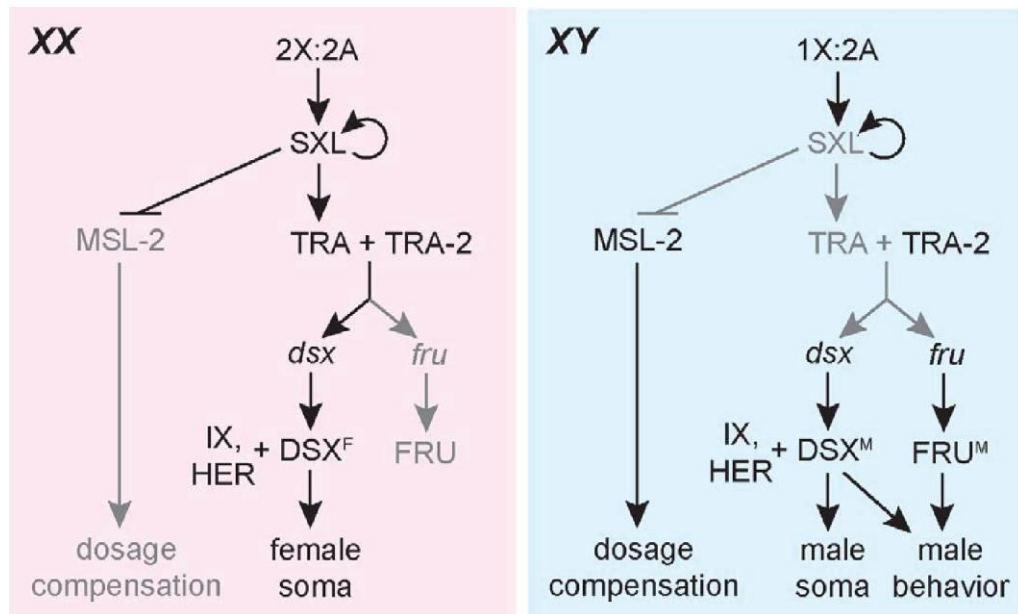 XX
2X:2A
SXL
MSL-2
TRA + TRA-2
dsx
fru
IX,
HER
+ DSXF
FRU
dosage
compensation
female
soma
XY
1X:2A
SXL
MSL-2
TRA + TRA-2
dsx
fru
IX,
HER
+ DSXM
FRUM
dosage
compensation
male
soma
male
behavior